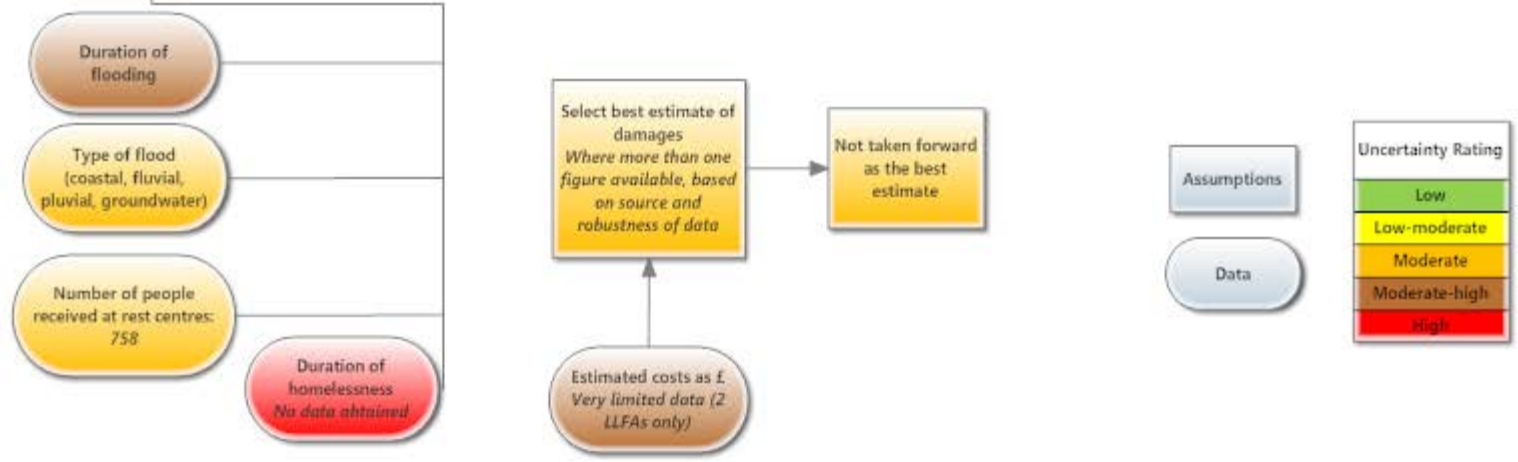 Duration of
flooding
Type of flood
(coastal, fluvial,
pluvial, groundwater)
Number of people
received at rest centres:
758
Duration of
homelessness
No data obtained
Select best estimate of
damages
Where more than one
figure available, based
on source and
robustness of data
Not taken forward
as the best
estimate
Estimated costs as £
Very limited data (2
LLFAs only)
Assumptions
Data
Uncertainty Rating
Low
Low-moderate
Moderate
Moderate-high
High